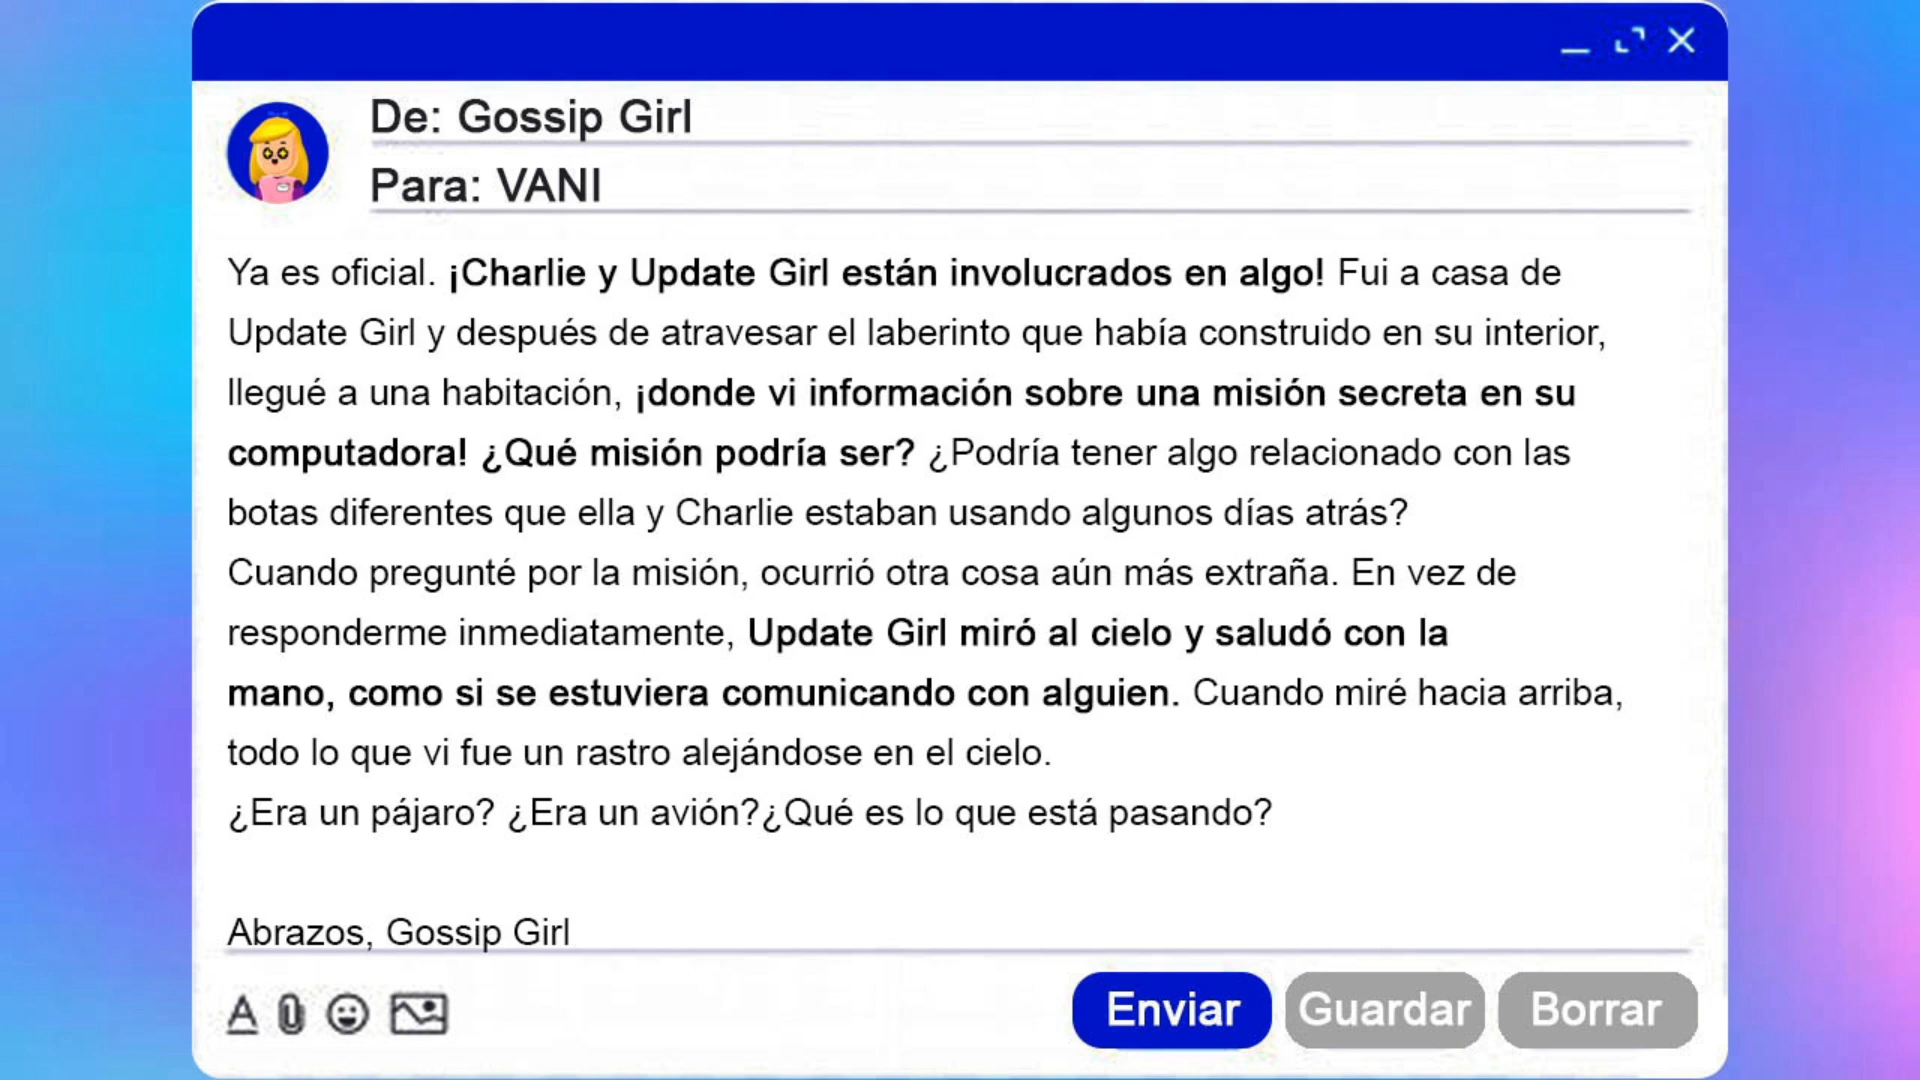 De: Gossip Girl
Para: VANI
Ya es oficial. ¡Charlie y Update Girl están involucrados en algo! Fui a casa de
Update Girl y después de atravesar el laberinto que había construido en su interior,
llegué a una habitación, ¡donde vi información sobre una misión secreta en su
computadora! ¿Qué misión podría ser? ¿Podría tener algo relacionado con las
botas diferentes que ella y Charlie estaban usando algunos días atrás?
Cuando pregunté por la misión, ocurrió otra cosa aún más extraña. En vez de
responderme inmediatamente, Update Girl miró al cielo y saludó con la
mano, como si se estuviera comunicando con alguien. Cuando miré hacia arriba,
todo lo que vi fue un rastro alejándose en el cielo.
¿Era un pájaro? ¿Era un avión?¿Qué es lo que está pasando?
Abrazos, Gossip Girl
Enviar Guardar Borrar